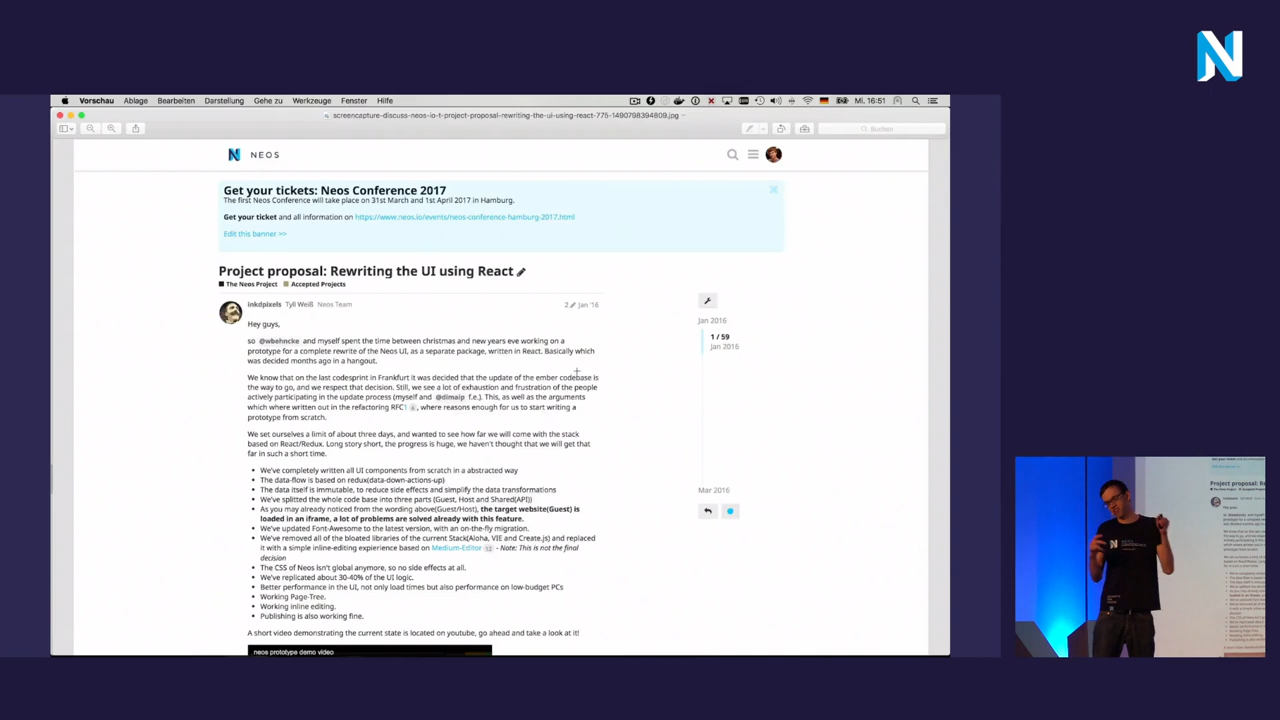 Vorschau Ablage Bearbeiten Darstellung Gehe zu Werkzeuge Fenster Hilfe Mi. 16:51
screencapture-discuss-neos-io-t-project-proposal-rewriting-the-ui-using-react-775-1490798394809.jpg
Suchen
NEOS
Get your tickets: Neos Conference 2017
The first Neos Conference will take place on 31st March and 1st April 2017 in Hamburg.
Get your ticket and all information on https://www.neos.io/events/neos-conference-hamburg-2017.html
Edit this banner >>
Project proposal: Rewriting the UI using React
The Neos Project Accepted Projects
inkdpixels Tyll Weiß Neos Team 2 Jan '16
Hey guys,
so @wbehncke and myself spent the time between christmas and new years eve working on a
prototype for a complete rewrite of the Neos UI, as a separate package, written in React. Basically which
was decided months ago in a hangout.
We know that on the last codesprint in Frankfurt it was decided that the update of the ember codebase is
the way to go, and we respect that decision. Still, we see a lot of exhaustion and frustration of the people
actively participating in the update process (myself and @dimaip f.e.). This, as well as the arguments
which where written out in the refactoring RFC, where reasons enough for us to start writing a
prototype from scratch.
We set ourselves a limit of about three days, and wanted to see how far we will come with the stack
based on React/Redux. Long story short, the progress is huge, we haven't thought that we will get that
far in such a short time.
• We've completely written all UI components from scratch in a abstracted way
• The data-flow is based on redux(data-down-actions-up)
• The data itself is immutable, to reduce side effects and simplify the data transformations
• We've splitted the whole code base into three parts (Guest, Host and Shared(API))
• As you may already noticed from the wording above(Guest/Host), the target website(Guest) is
loaded in an iframe, a lot of problems are solved already with this feature.
• We've updated Font-Awesome to the latest version, with an on-the-fly migration.
• We've removed all of the bloated libraries of the current Stack(Aloha, VIE and Create.js) and replaced
it with a simple inline-editing experience based on Medium-Editor 12 - Note: This is not the final
decision
• The CSS of Neos isn't global anymore, so no side effects at all.
• We've replicated about 30-40% of the UI logic.
• Better performance in the UI, not only load times but also performance on low-budget PCs
• Working Page-Tree.
• Working inline editing.
• Publishing is also working fine.
A short video demonstrating the current state is located on youtube, go ahead and take a look at it!
neos prototype demo video
Jan 2016
1 / 59
Jan 2016
Mar 2016